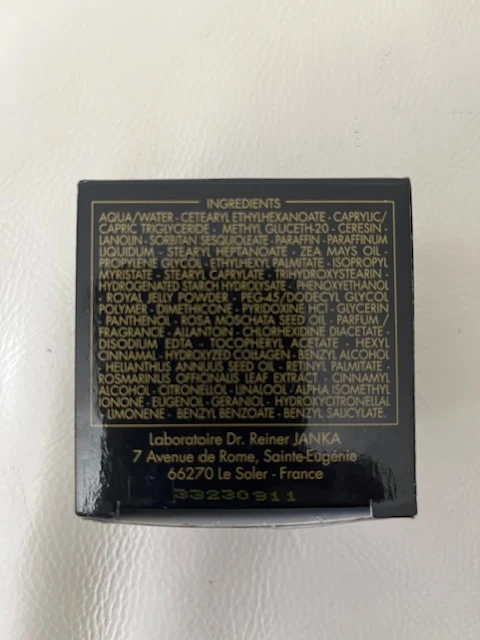 INGREDIENTS
AQUA/WATER - CETEARYL ETHYLHEXANOATE - CAPRYLIC/
CAPRIC TRIGLYCERIDE - METHYL GLUCETH-20 - CERESIN -
LANOLIN - SORBITAN SESQUIOLEATE - PARAFFIN - PARAFFINUM
LIQUIDUM - STEARYL HEPTANOATE - ZEA MAYS OIL -
PROPYLENE GLYCOL - ETHYLHEXYL PALMITATE - ISOPROPYL
MYRISTATE - STEARYL CAPRYLATE - TRIHYDROXYSTEARIN -
HYDROGENATED STARCH HYDROLYSATE - PHENOXYETHANOL
- ROYAL JELLY POWDER - PEG-45/DODECYL GLYCOL
POLYMER - DIMETHICONE - PYRIDOXINE HCI - GLYCERIN
- PANTHENOL - ROSA MOSCHATA SEED OIL - PARFUM /
FRAGRANCE - ALLANTOIN - CHLORHEXIDINE DIACETATE -
DISODIUM EDTA - TOCOPHERYL ACETATE - HEXYL
CINNAMAL - HYDROLYZED COLLAGEN - BENZYL ALCOHOL
- HELIANTHUS ANNUUS SEED OIL - RETINYL PALMITATE -
ROSMARINUS OFFICINALIS LEAF EXTRACT - CINNAMYL
ALCOHOL - CITRONELLOL - LINALOOL - ALPHA ISOMETHYL
IONONE - EUGENOL - GERANIOL - HYDROXYCITRONELLAL
- LIMONENE - BENZYL BENZOATE - BENZYL SALICYLATE.
Laboratoire Dr. Reiner JANKA
7 Avenue de Rome, Sainte-Eugénie
66270 Le Soler - France
33230911